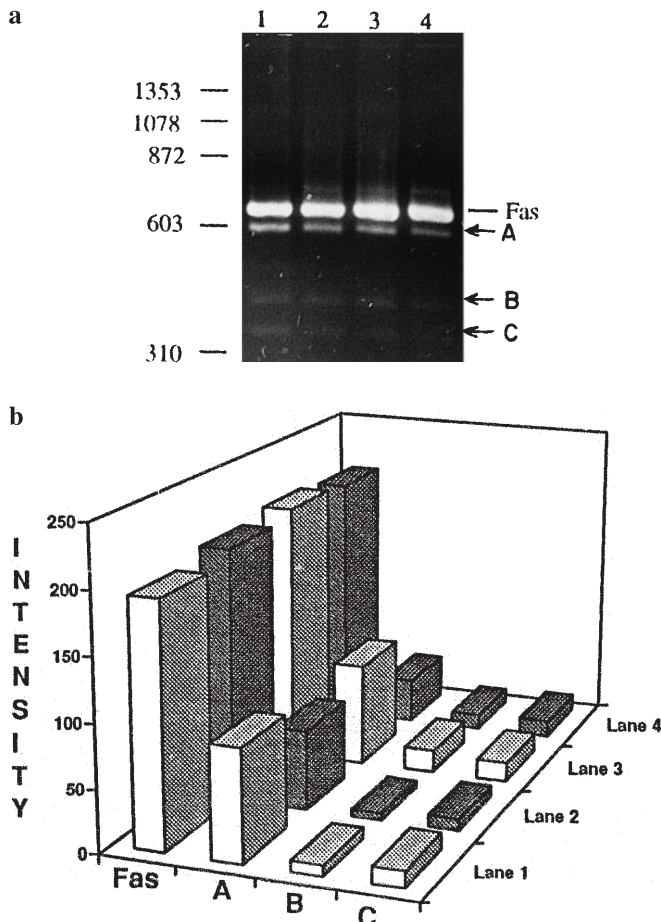 a
1 2 3 4
1353
1078
872
Fas
603
A
B
C
310
b
INTENSITY
250
200
150
100
50
0
Lane 4
Lane 3
Lane 2
Lane 1
Fas
A
B
C